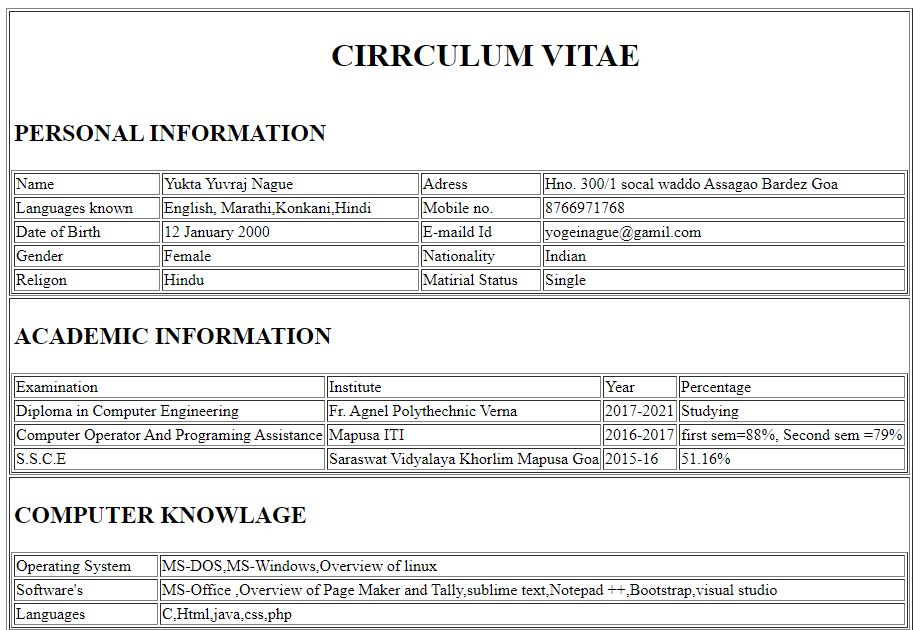 CIRRCULUM VITAE
PERSONAL INFORMATION
Name Yukta Yuvraj Nague Adress Hno. 300/1 socal waddo Assagao Bardez Goa
Languages known English, Marathi,Konkani,Hindi Mobile no. 8766971768
Date of Birth 12 January 2000 E-maild Id yogeinague@gamil.com
Gender Female Nationality Indian
Religon Hindu Matirial Status Single
ACADEMIC INFORMATION
Examination Institute Year Percentage
Diploma in Computer Engineering Fr. Agnel Polythechnic Verna 2017-2021 Studying
Computer Operator And Programing Assistance Mapusa ITI 2016-2017 first sem=88%, Second sem =79%
S.S.C.E Saraswat Vidyalaya Khorlim Mapusa Goa 2015-16 51.16%
COMPUTER KNOWLAGE
Operating System MS-DOS,MS-Windows,Overview of linux
Software's MS-Office ,Overview of Page Maker and Tally,sublime text,Notepad ++,Bootstrap,visual studio
Languages C,Html,java,css,php